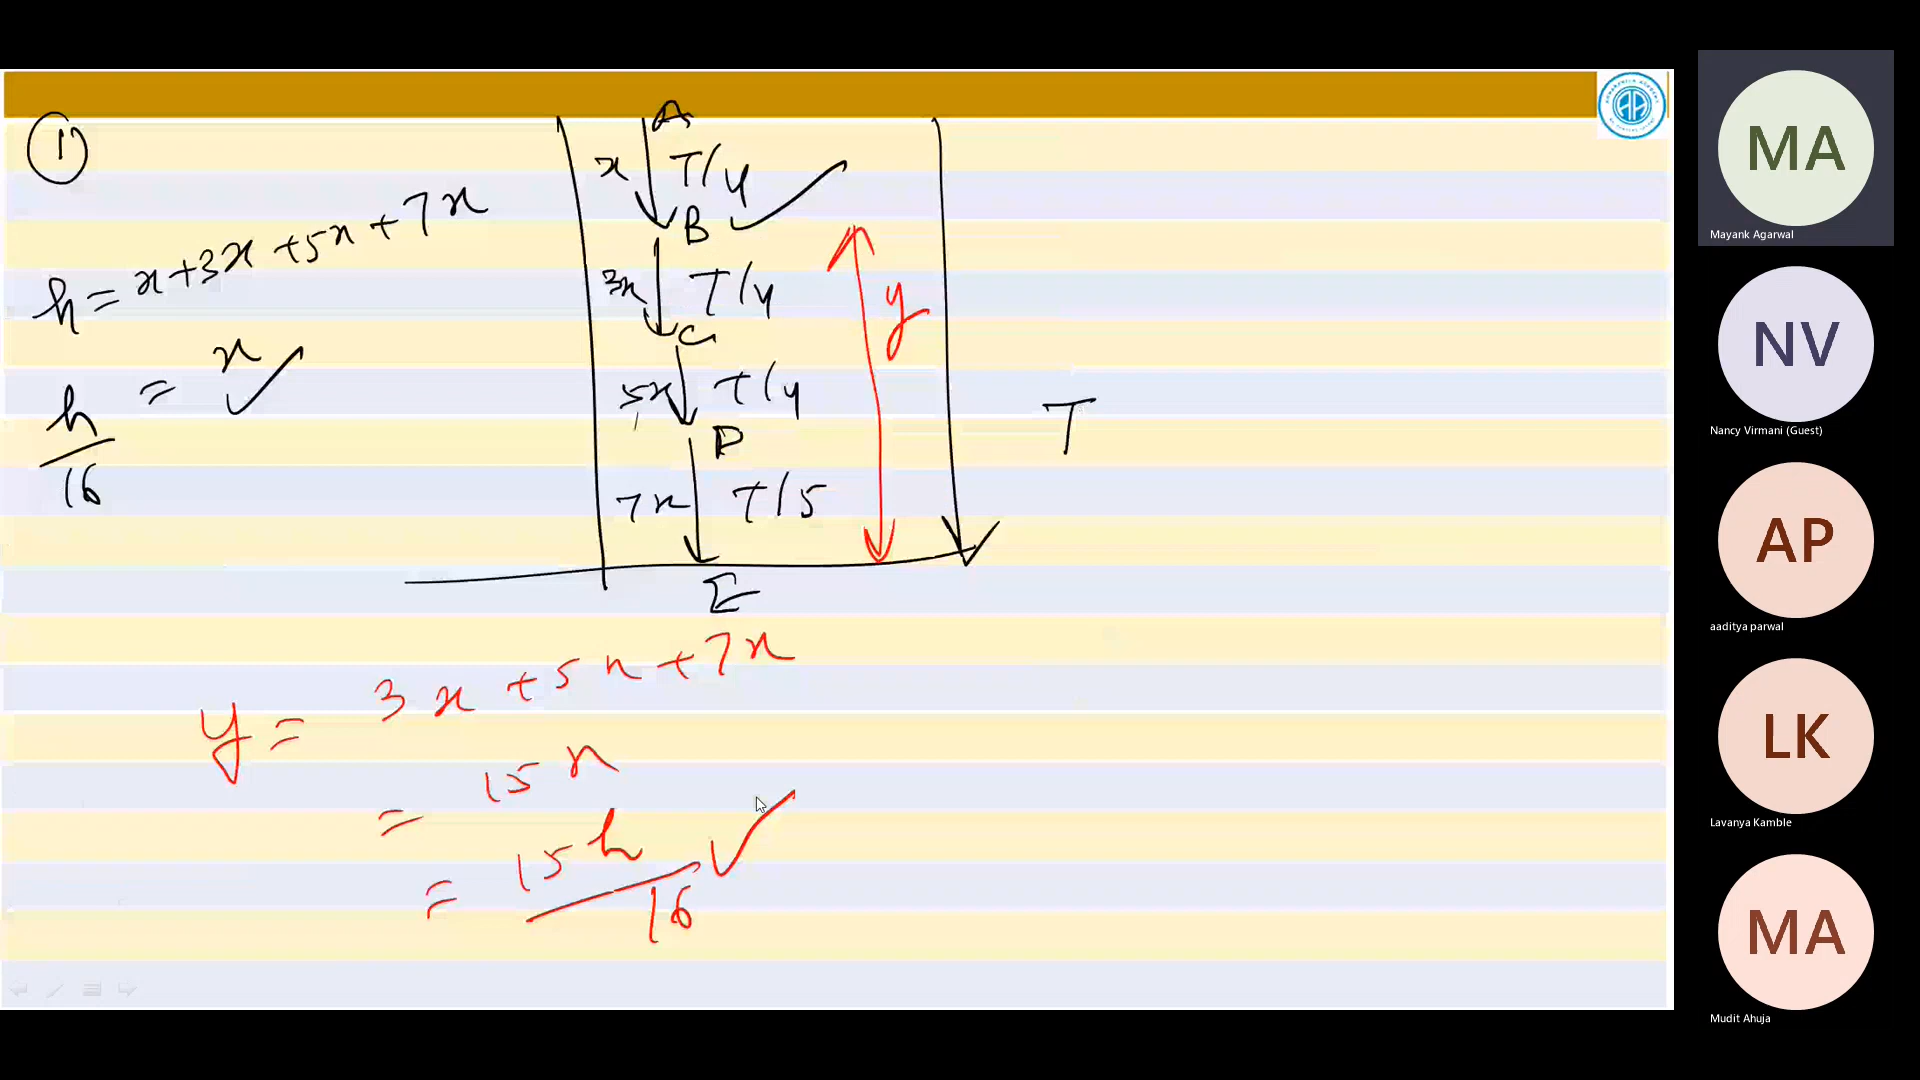 1
h = x+3x+5x+7x
h/16 = x
A
x T/4
B
3x T/4
C
5x T/4
D
7x T/5
E
y
T
y = 3x+5x+7x
= 15x
= 15h/16
MA
Mayank Agarwal
NV
Nancy Virmani (Guest)
AP
aaditya parwal
LK
Lavanya Kamble
MA
Mudit Ahuja